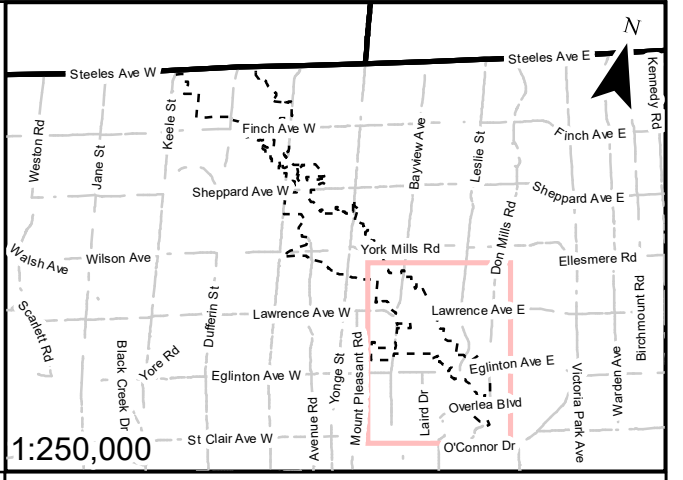 N
Steeles Ave E
Steeles Ave W
Kennedy Rd
Keele St
Finch Ave W
Finch Ave E
Weston Rd
Jane St
Bayview Ave
Leslie St
Sheppard Ave W
Sheppard Ave E
Don Mills Rd
York Mills Rd
Walsh Ave
Wilson Ave
Ellesmere Rd
Dufferin St
Birchmount Rd
Scarlett Rd
Lawrence Ave W
Lawrence Ave E
Black Creek Dr
Yore Rd
Yonge St
Mount Pleasant Rd
Eglinton Ave W
Eglinton Ave E
Warden Ave
Victoria Park Ave
Avenue Rd
Laird Dr
Overlea Blvd
St Clair Ave W
O'Connor Dr
1:250,000